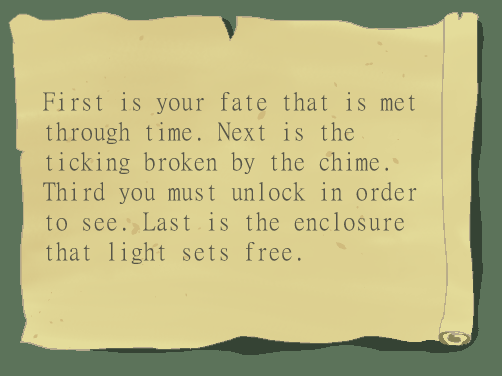 First is your fate that is met
through time. Next is the
ticking broken by the chime.
Third you must unlock in order
to see. Last is the enclosure
that light sets free.